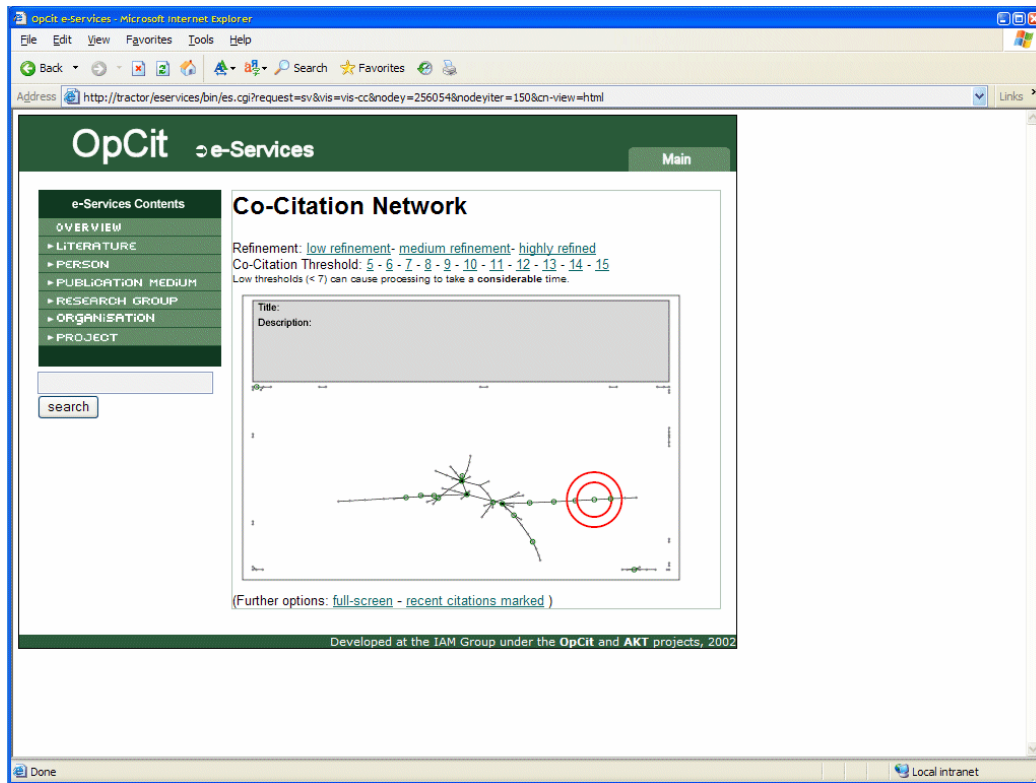 OpCit e-Services - Microsoft Internet Explorer
File Edit View Favorites Tools Help
Back Search Favorites
Address http://tractor/eservices/bin/es.cgi?request=sv&vis=vis-cc&nodey=256054&nodeyiter=150&cn-view=html Links
OpCit e-Services
Main
e-Services Contents
OVERVIEW
LITERATURE
PERSON
PUBLICATION MEDIUM
RESEARCH GROUP
ORGANISATION
PROJECT
search
Co-Citation Network
Refinement: low refinement- medium refinement- highly refined
Co-Citation Threshold: 5 - 6 - 7 - 8 - 9 - 10 - 11 - 12 - 13 - 14 - 15
Low thresholds (< 7) can cause processing to take a considerable time.
Title:
Description:
(Further options: full-screen - recent citations marked )
Developed at the IAM Group under the OpCit and AKT projects, 2002
Done Local intranet